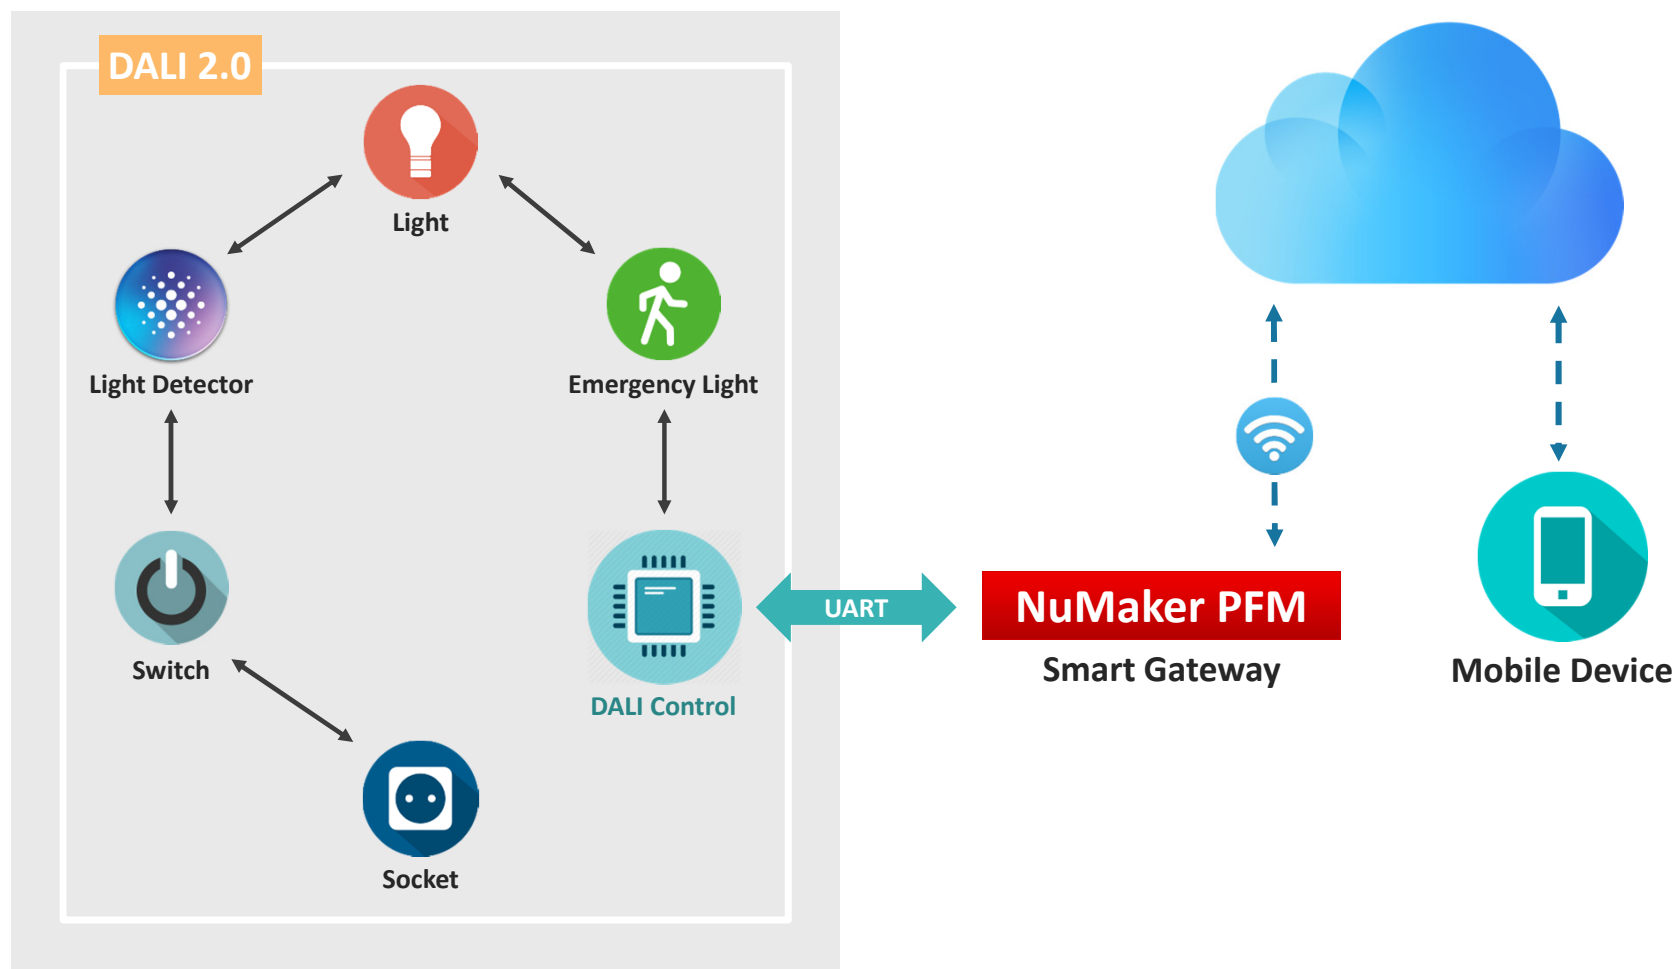 DALI 2.0
Light
Light Detector
Emergency Light
Switch
DALI Control
Socket
UART
NuMaker PFM
Smart Gateway
Mobile Device